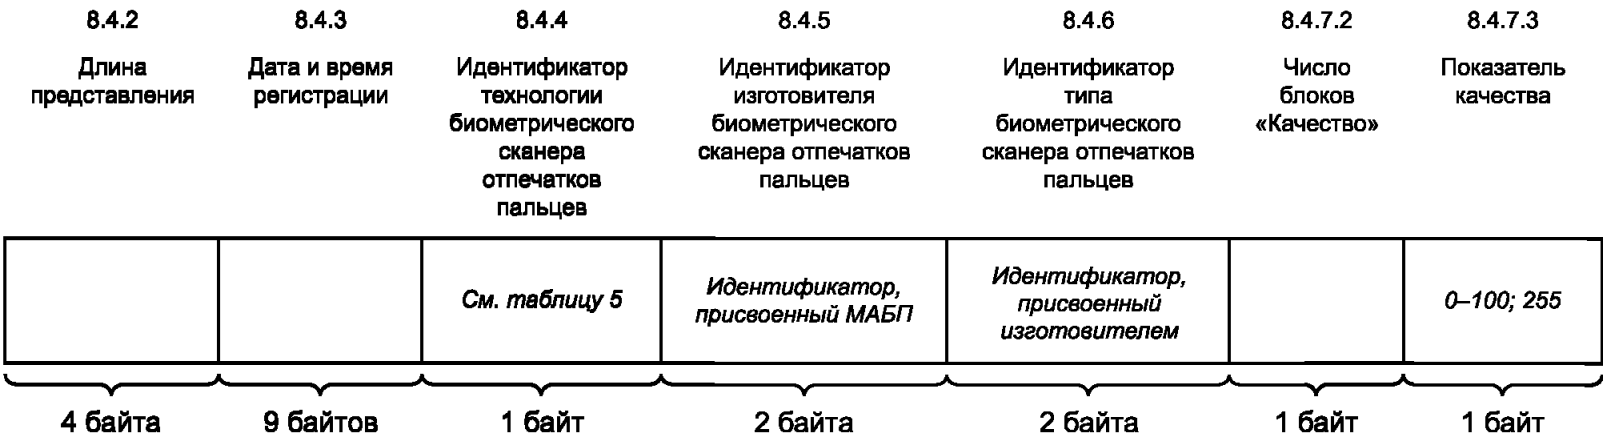 8.4.2 8.4.3 8.4.4 8.4.5 8.4.6 8.4.7.2 8.4.7.3
Длина Дата и время Идентификатор Идентификатор Идентификатор Число Показатель
представления регистрации технологии изготовителя типа блоков качества
биометрического биометрического биометрического «Качество»
сканера сканера отпечатков сканера отпечатков
отпечатков пальцев пальцев
пальцев
См. таблицу 5 Идентификатор, присвоенный МАБП Идентификатор, присвоенный изготовителем 0–100; 255
4 байта 9 байтов 1 байт 2 байта 2 байта 1 байт 1 байт